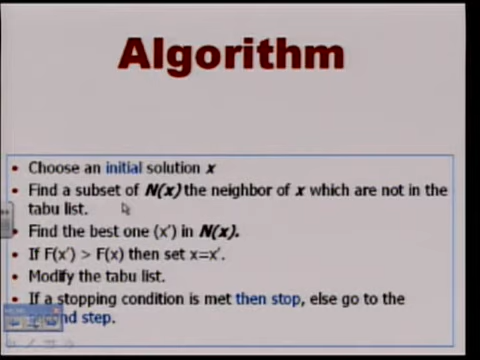 Algorithm
• Choose an initial solution x
• Find a subset of N(x) the neighbor of x which are not in the
tabu list.
• Find the best one (x') in N(x).
• If F(x') > F(x) then set x=x'.
• Modify the tabu list.
• If a stopping condition is met then stop, else go to the
step.